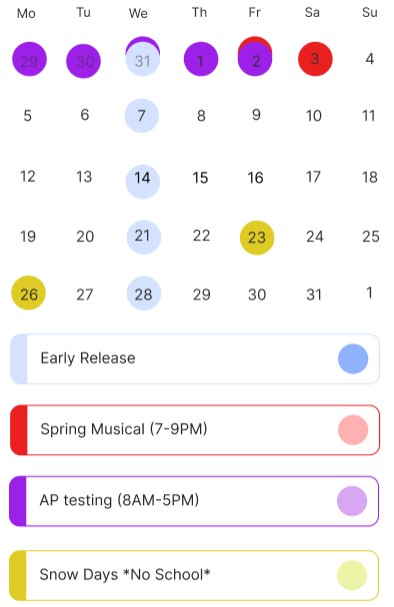 Mo Tu We Th Fr Sa Su
29 30 31 1 2 3 4
5 6 7 8 9 10 11
12 13 14 15 16 17 18
19 20 21 22 23 24 25
26 27 28 29 30 31 1
Early Release
Spring Musical (7-9PM)
AP testing (8AM-5PM)
Snow Days *No School*